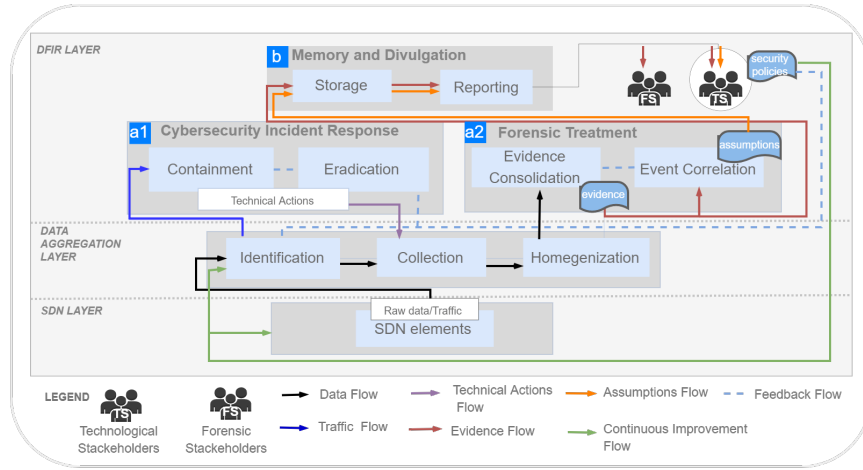 DFIR LAYER
b Memory and Divulgation
Storage
Reporting
FS
TS
security
policies
a1 Cybersecurity Incident Response
Containment
Eradication
Technical Actions
a2 Forensic Treatment
assumptions
Evidence
Consolidation
Event Correlation
evidence
DATA
AGGREGATION
LAYER
Identification
Collection
Homegenization
SDN LAYER
Raw data/Traffic
SDN elements
LEGEND
TS
Technological
Stakeholders
FS
Forensic
Stakeholders
Data Flow
Traffic Flow
Technical Actions
Flow
Evidence Flow
Assumptions Flow
Continuous Improvement
Flow
Feedback Flow